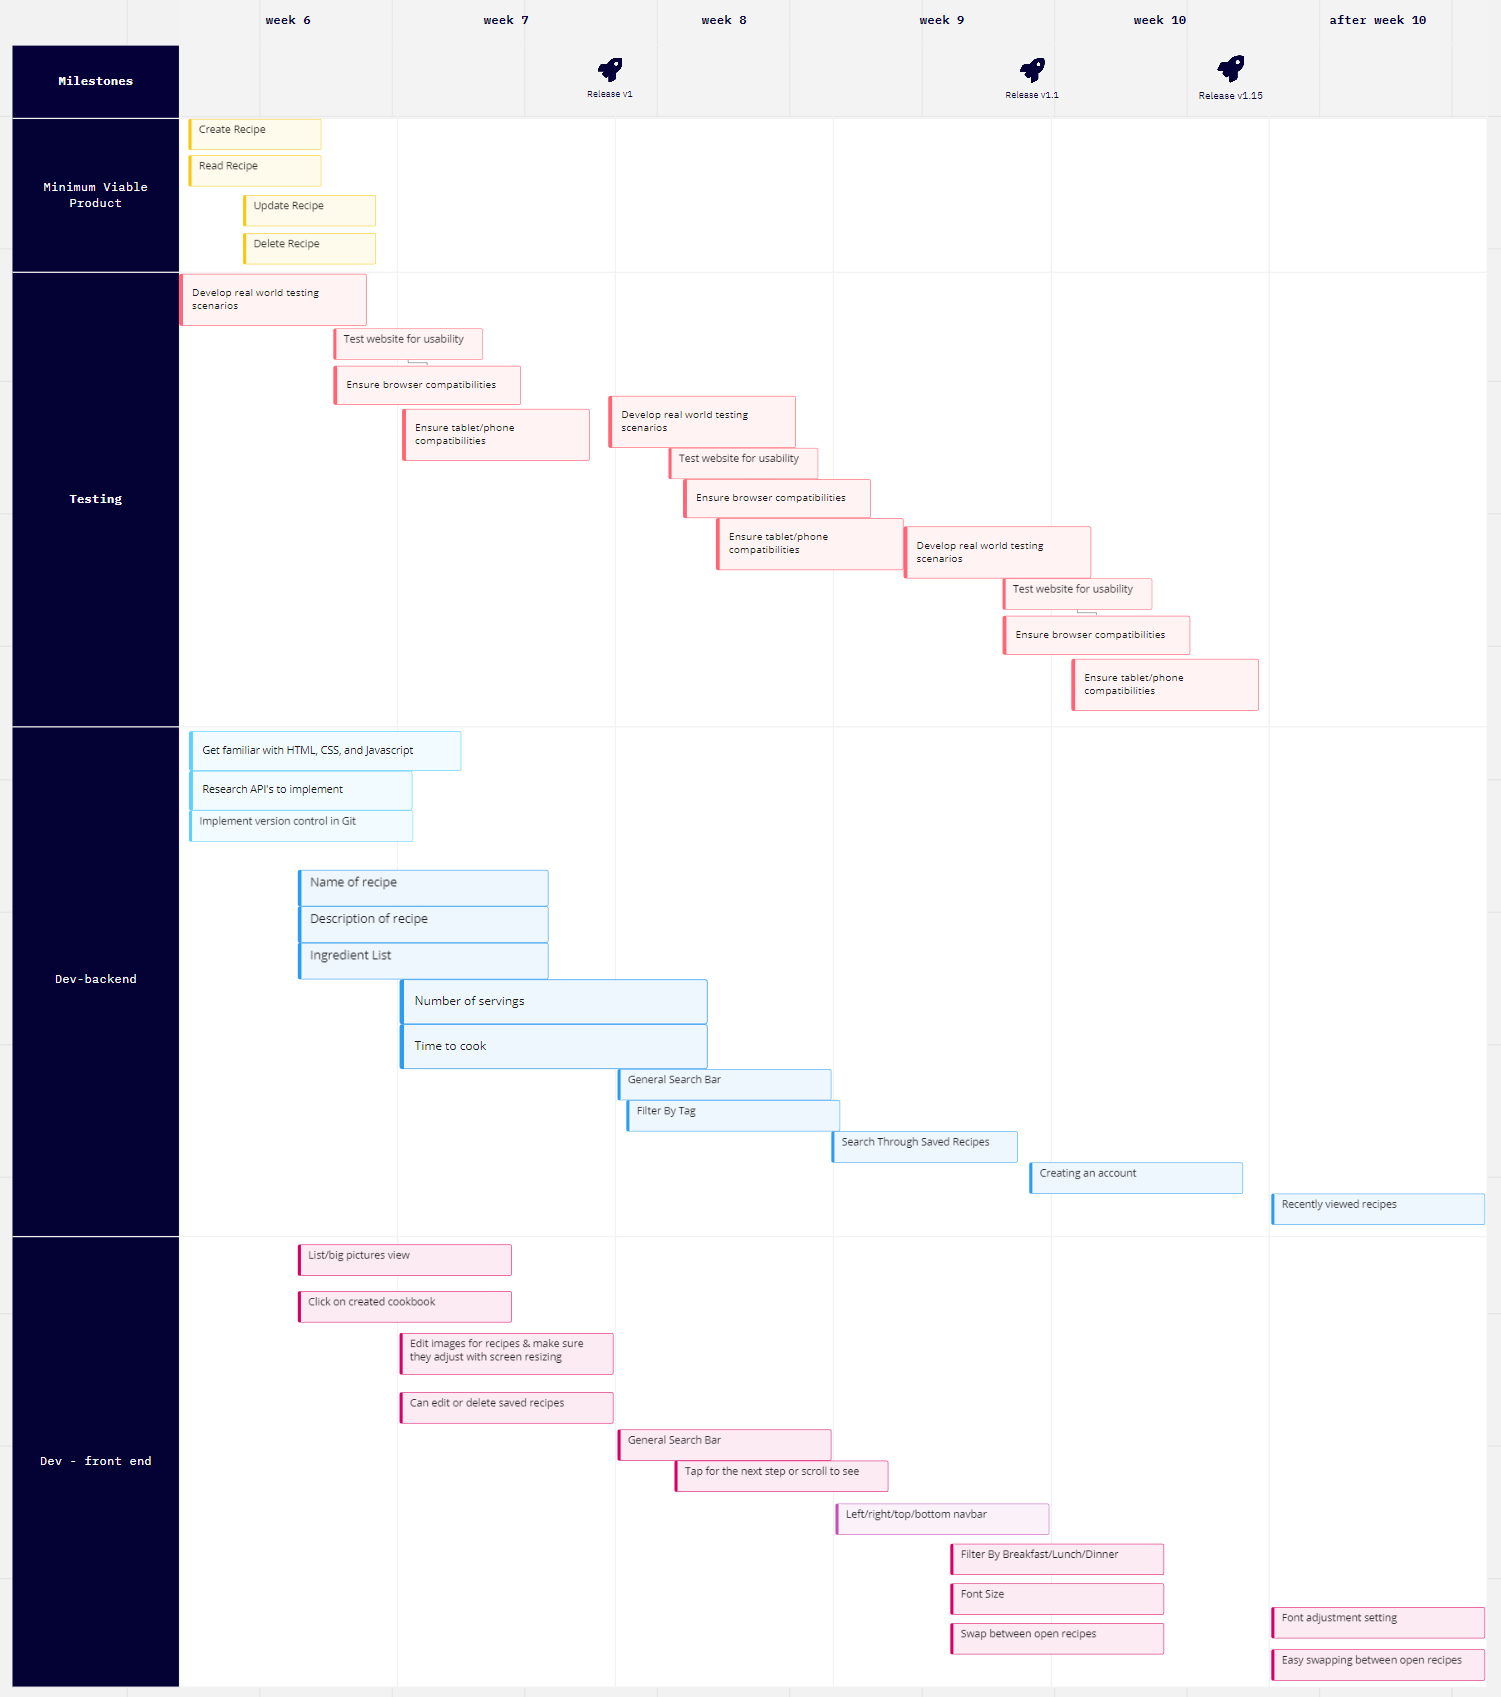 week 6
week 7
week 8
week 9
week 10
after week 10
Milestones
Release v1
Release v1.1
Release v1.15
Minimum Viable
Product
Create Recipe
Read Recipe
Update Recipe
Delete Recipe
Testing
Develop real world testing
scenarios
Test website for usability
Ensure browser compatibilities
Ensure tablet/phone
compatibilities
Develop real world testing
scenarios
Test website for usability
Ensure browser compatibilities
Ensure tablet/phone
compatibilities
Develop real world testing
scenarios
Test website for usability
Ensure browser compatibilities
Ensure tablet/phone
compatibilities
Dev-backend
Get familiar with HTML, CSS, and Javascript
Research API's to implement
Implement version control in Git
Name of recipe
Description of recipe
Ingredient List
Number of servings
Time to cook
General Search Bar
Filter By Tag
Search Through Saved Recipes
Creating an account
Recently viewed recipes
Dev - front end
List/big pictures view
Click on created cookbook
Edit images for recipes & make sure
they adjust with screen resizing
Can edit or delete saved recipes
General Search Bar
Tap for the next step or scroll to see
Left/right/top/bottom navbar
Filter By Breakfast/Lunch/Dinner
Font Size
Swap between open recipes
Font adjustment setting
Easy swapping between open recipes